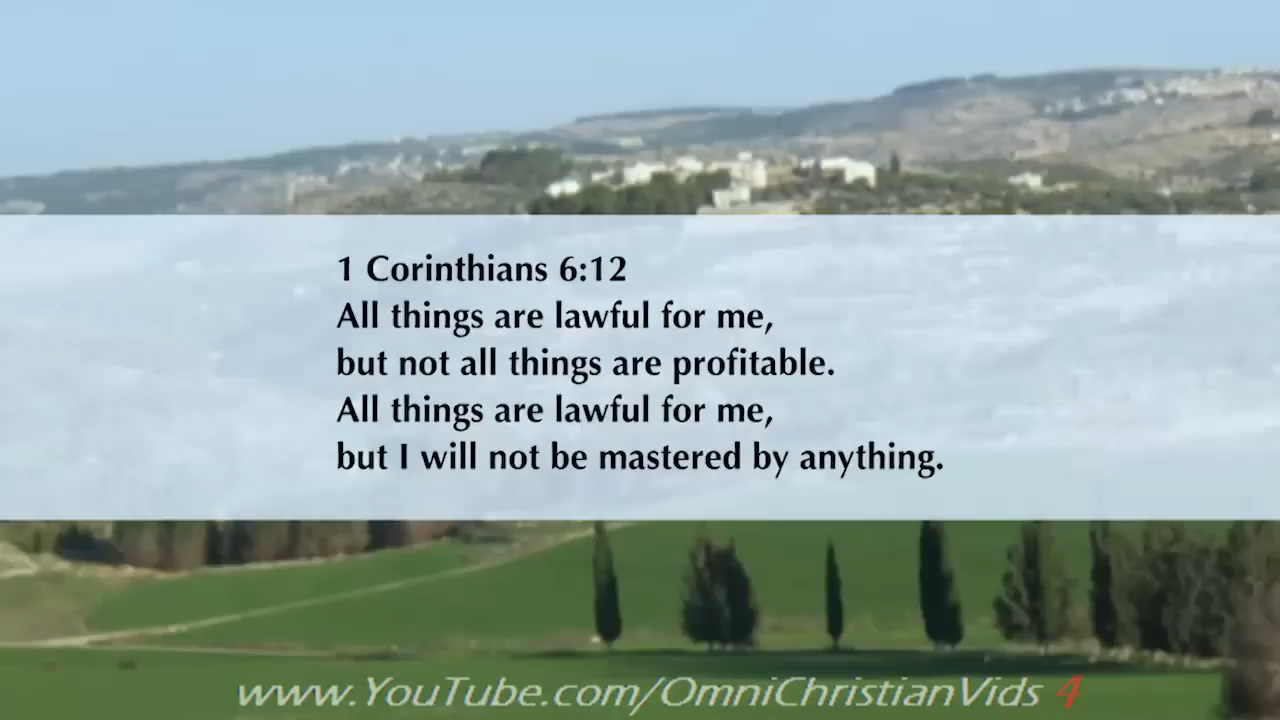 1 Corinthians 6:12
All things are lawful for me,
but not all things are profitable.
All things are lawful for me,
but I will not be mastered by anything.
www.YouTube.com/OmniChristianVids 4